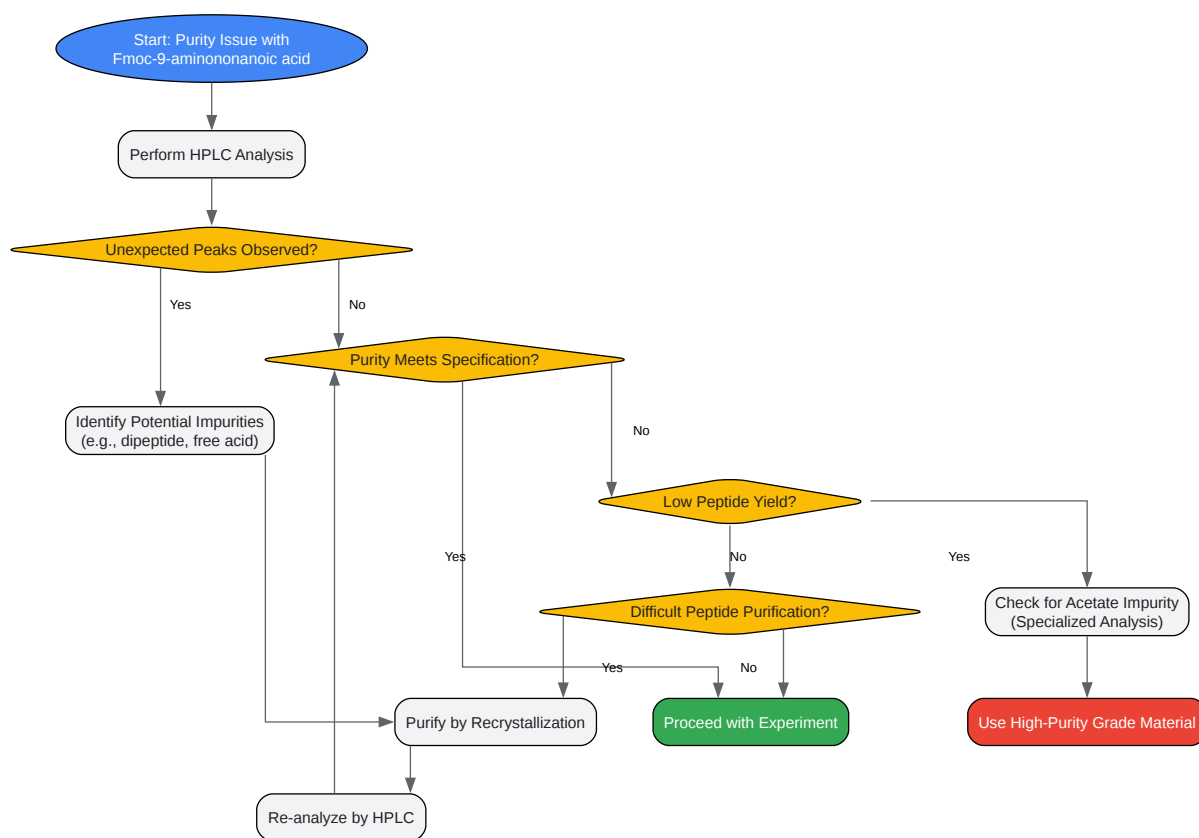 Start: Purity Issue with
Fmoc-9-aminononanoic acid
Perform HPLC Analysis
Unexpected Peaks Observed?
Yes
No
Purity Meets Specification?
Identify Potential Impurities
(e.g., dipeptide, free acid)
No
Low Peptide Yield?
Yes
No
Yes
Check for Acetate Impurity
(Specialized Analysis)
Difficult Peptide Purification?
Yes
No
Purify by Recrystallization
Proceed with Experiment
Use High-Purity Grade Material
Re-analyze by HPLC